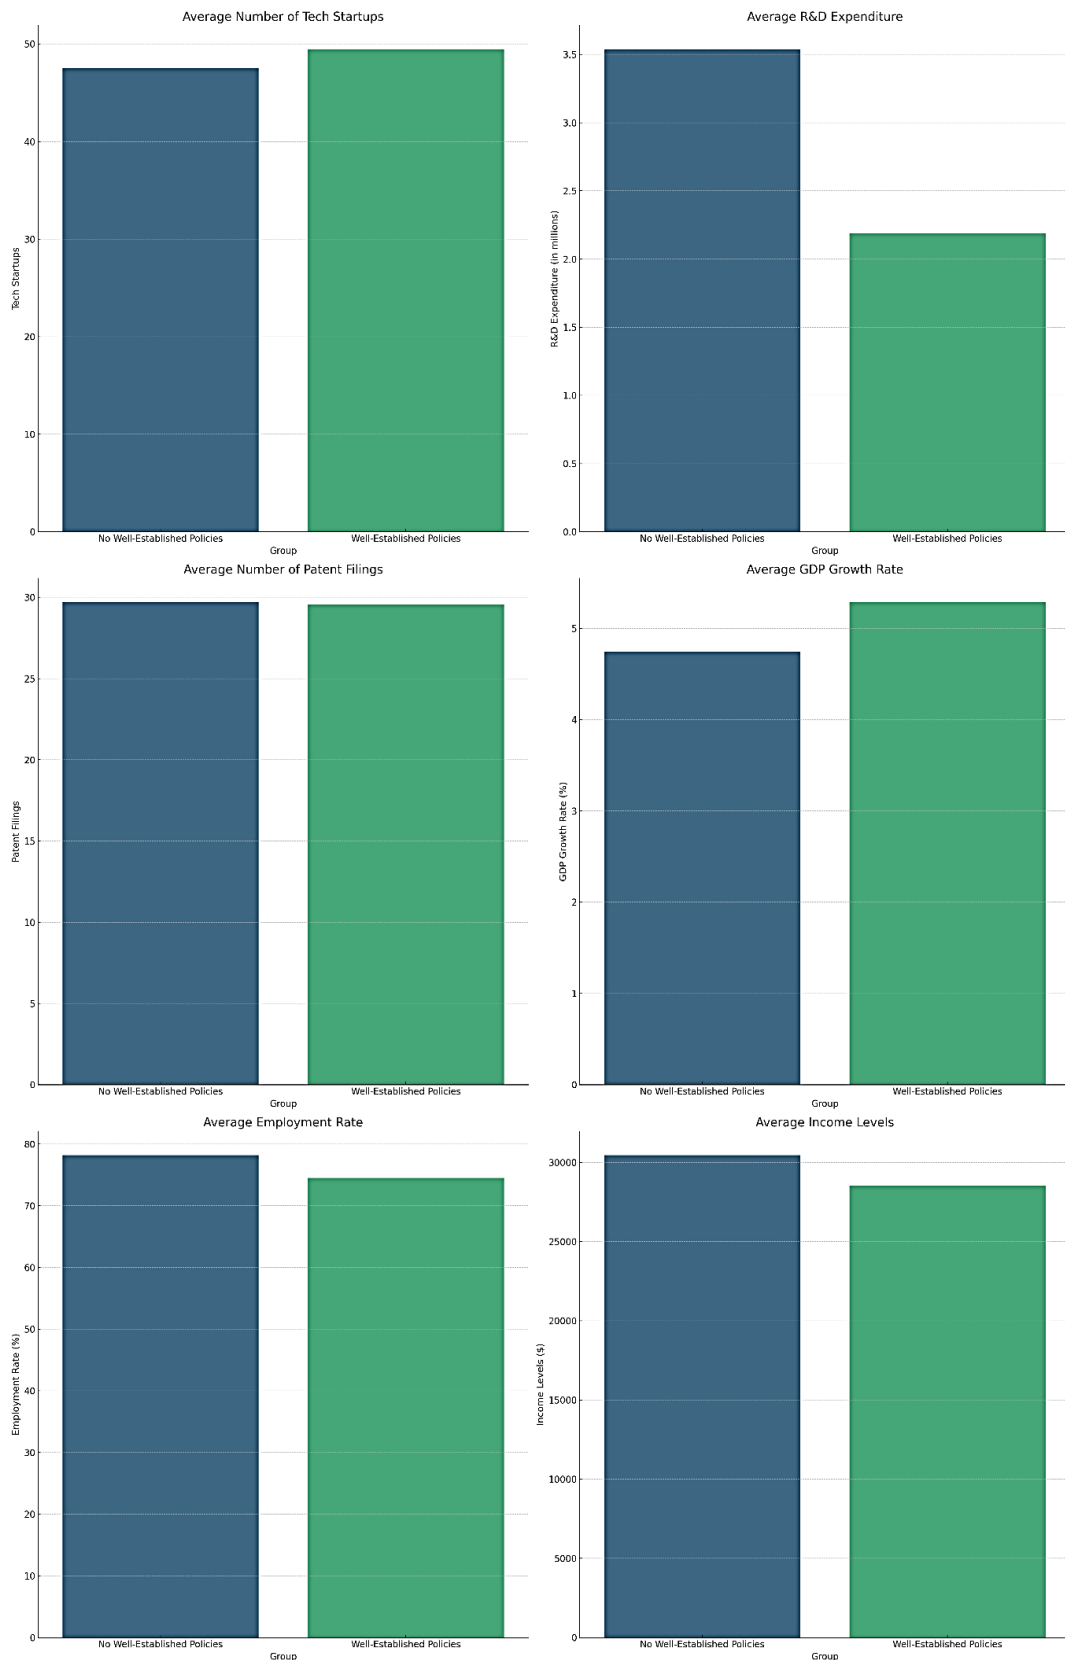 Average Number of Tech Startups
50
40
30
20
10
0
Tech Startups
No Well-Established Policies
Well-Established Policies
Group
Average R&D Expenditure
3.5
3.0
2.5
2.0
1.5
1.0
0.5
0.0
R&D Expenditure (in millions)
No Well-Established Policies
Well-Established Policies
Group
Average Number of Patent Filings
30
25
20
15
10
5
0
Patent Filings
No Well-Established Policies
Well-Established Policies
Group
Average GDP Growth Rate
5
4
3
2
1
0
GDP Growth Rate (%)
No Well-Established Policies
Well-Established Policies
Group
Average Employment Rate
80
70
60
50
40
30
20
10
0
Employment Rate (%)
No Well-Established Policies
Well-Established Policies
Group
Average Income Levels
30000
25000
20000
15000
10000
5000
0
Income Levels ($)
No Well-Established Policies
Well-Established Policies
Group